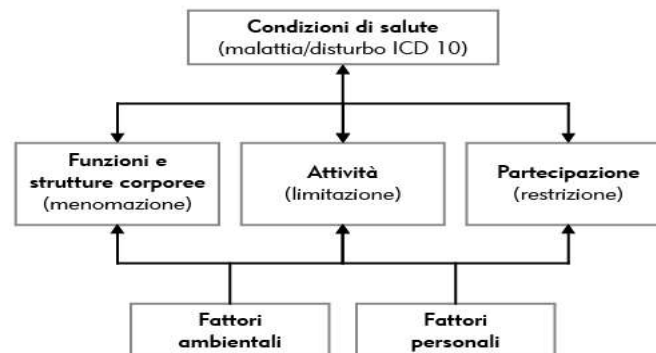 Condizioni di salute
(malattia/disturbo ICD 10)
Funzioni e
strutture corporee
(menomazione)
Attività
(limitazione)
Partecipazione
(restrizione)
Fattori
ambientali
Fattori
personali